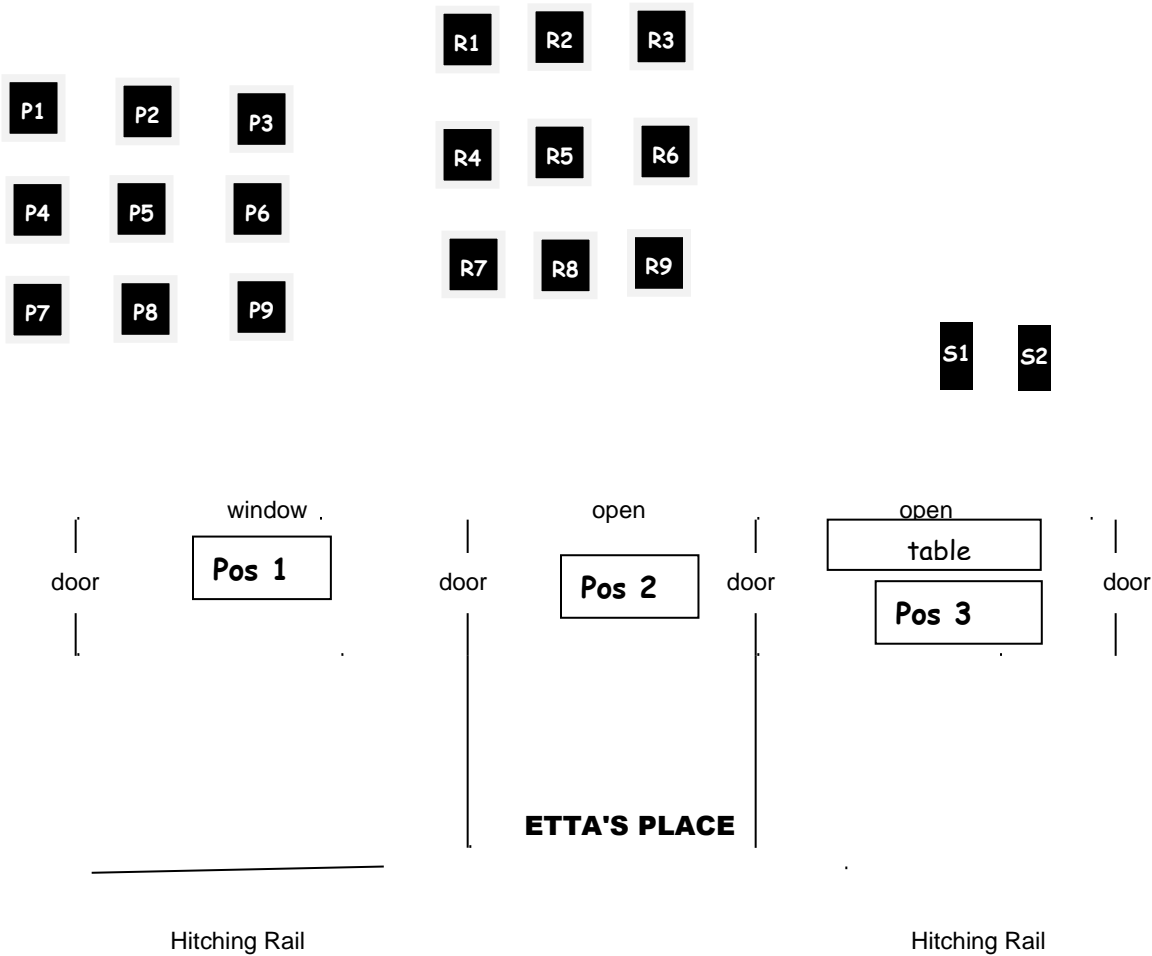 R1 R2 R3
P1 P2 P3
R4 R5 R6
P4 P5 P6
R7 R8 R9
P7 P8 P9
S1 S2
window open open
table
Pos 1
door door Pos 2 door door
Pos 3
ETTA'S PLACE
Hitching Rail Hitching Rail